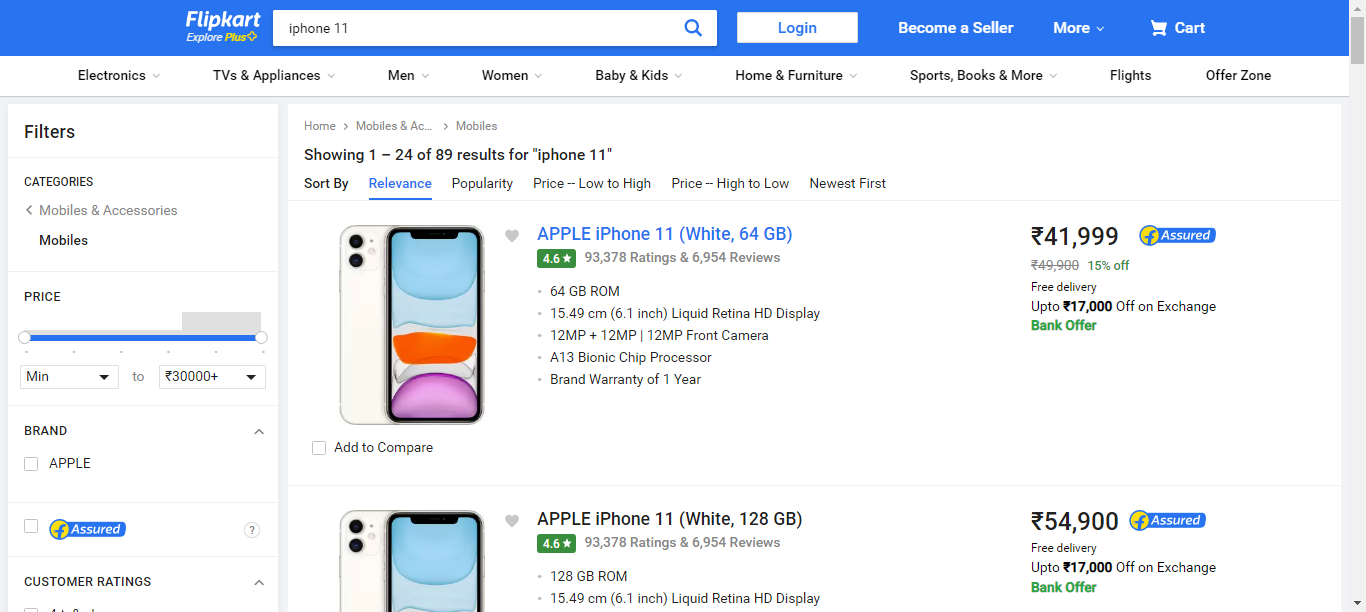 Flipkart
Explore Plus
iphone 11
Login
Become a Seller
More
Cart
Electronics
TVs & Appliances
Men
Women
Baby & Kids
Home & Furniture
Sports, Books & More
Flights
Offer Zone
Filters
CATEGORIES
Mobiles & Accessories
Mobiles
PRICE
Min
to
₹30000+
BRAND
APPLE
Assured
?
CUSTOMER RATINGS
Home
Mobiles & Ac...
Mobiles
Showing 1 – 24 of 89 results for "iphone 11"
Sort By
Relevance
Popularity
Price -- Low to High
Price -- High to Low
Newest First
APPLE iPhone 11 (White, 64 GB)
4.6 ★ 93,378 Ratings & 6,954 Reviews
64 GB ROM
15.49 cm (6.1 inch) Liquid Retina HD Display
12MP + 12MP | 12MP Front Camera
A13 Bionic Chip Processor
Brand Warranty of 1 Year
₹41,999
Assured
₹49,900 15% off
Free delivery
Upto ₹17,000 Off on Exchange
Bank Offer
Add to Compare
APPLE iPhone 11 (White, 128 GB)
4.6 ★ 93,378 Ratings & 6,954 Reviews
128 GB ROM
15.49 cm (6.1 inch) Liquid Retina HD Display
₹54,900
Assured
Free delivery
Upto ₹17,000 Off on Exchange
Bank Offer